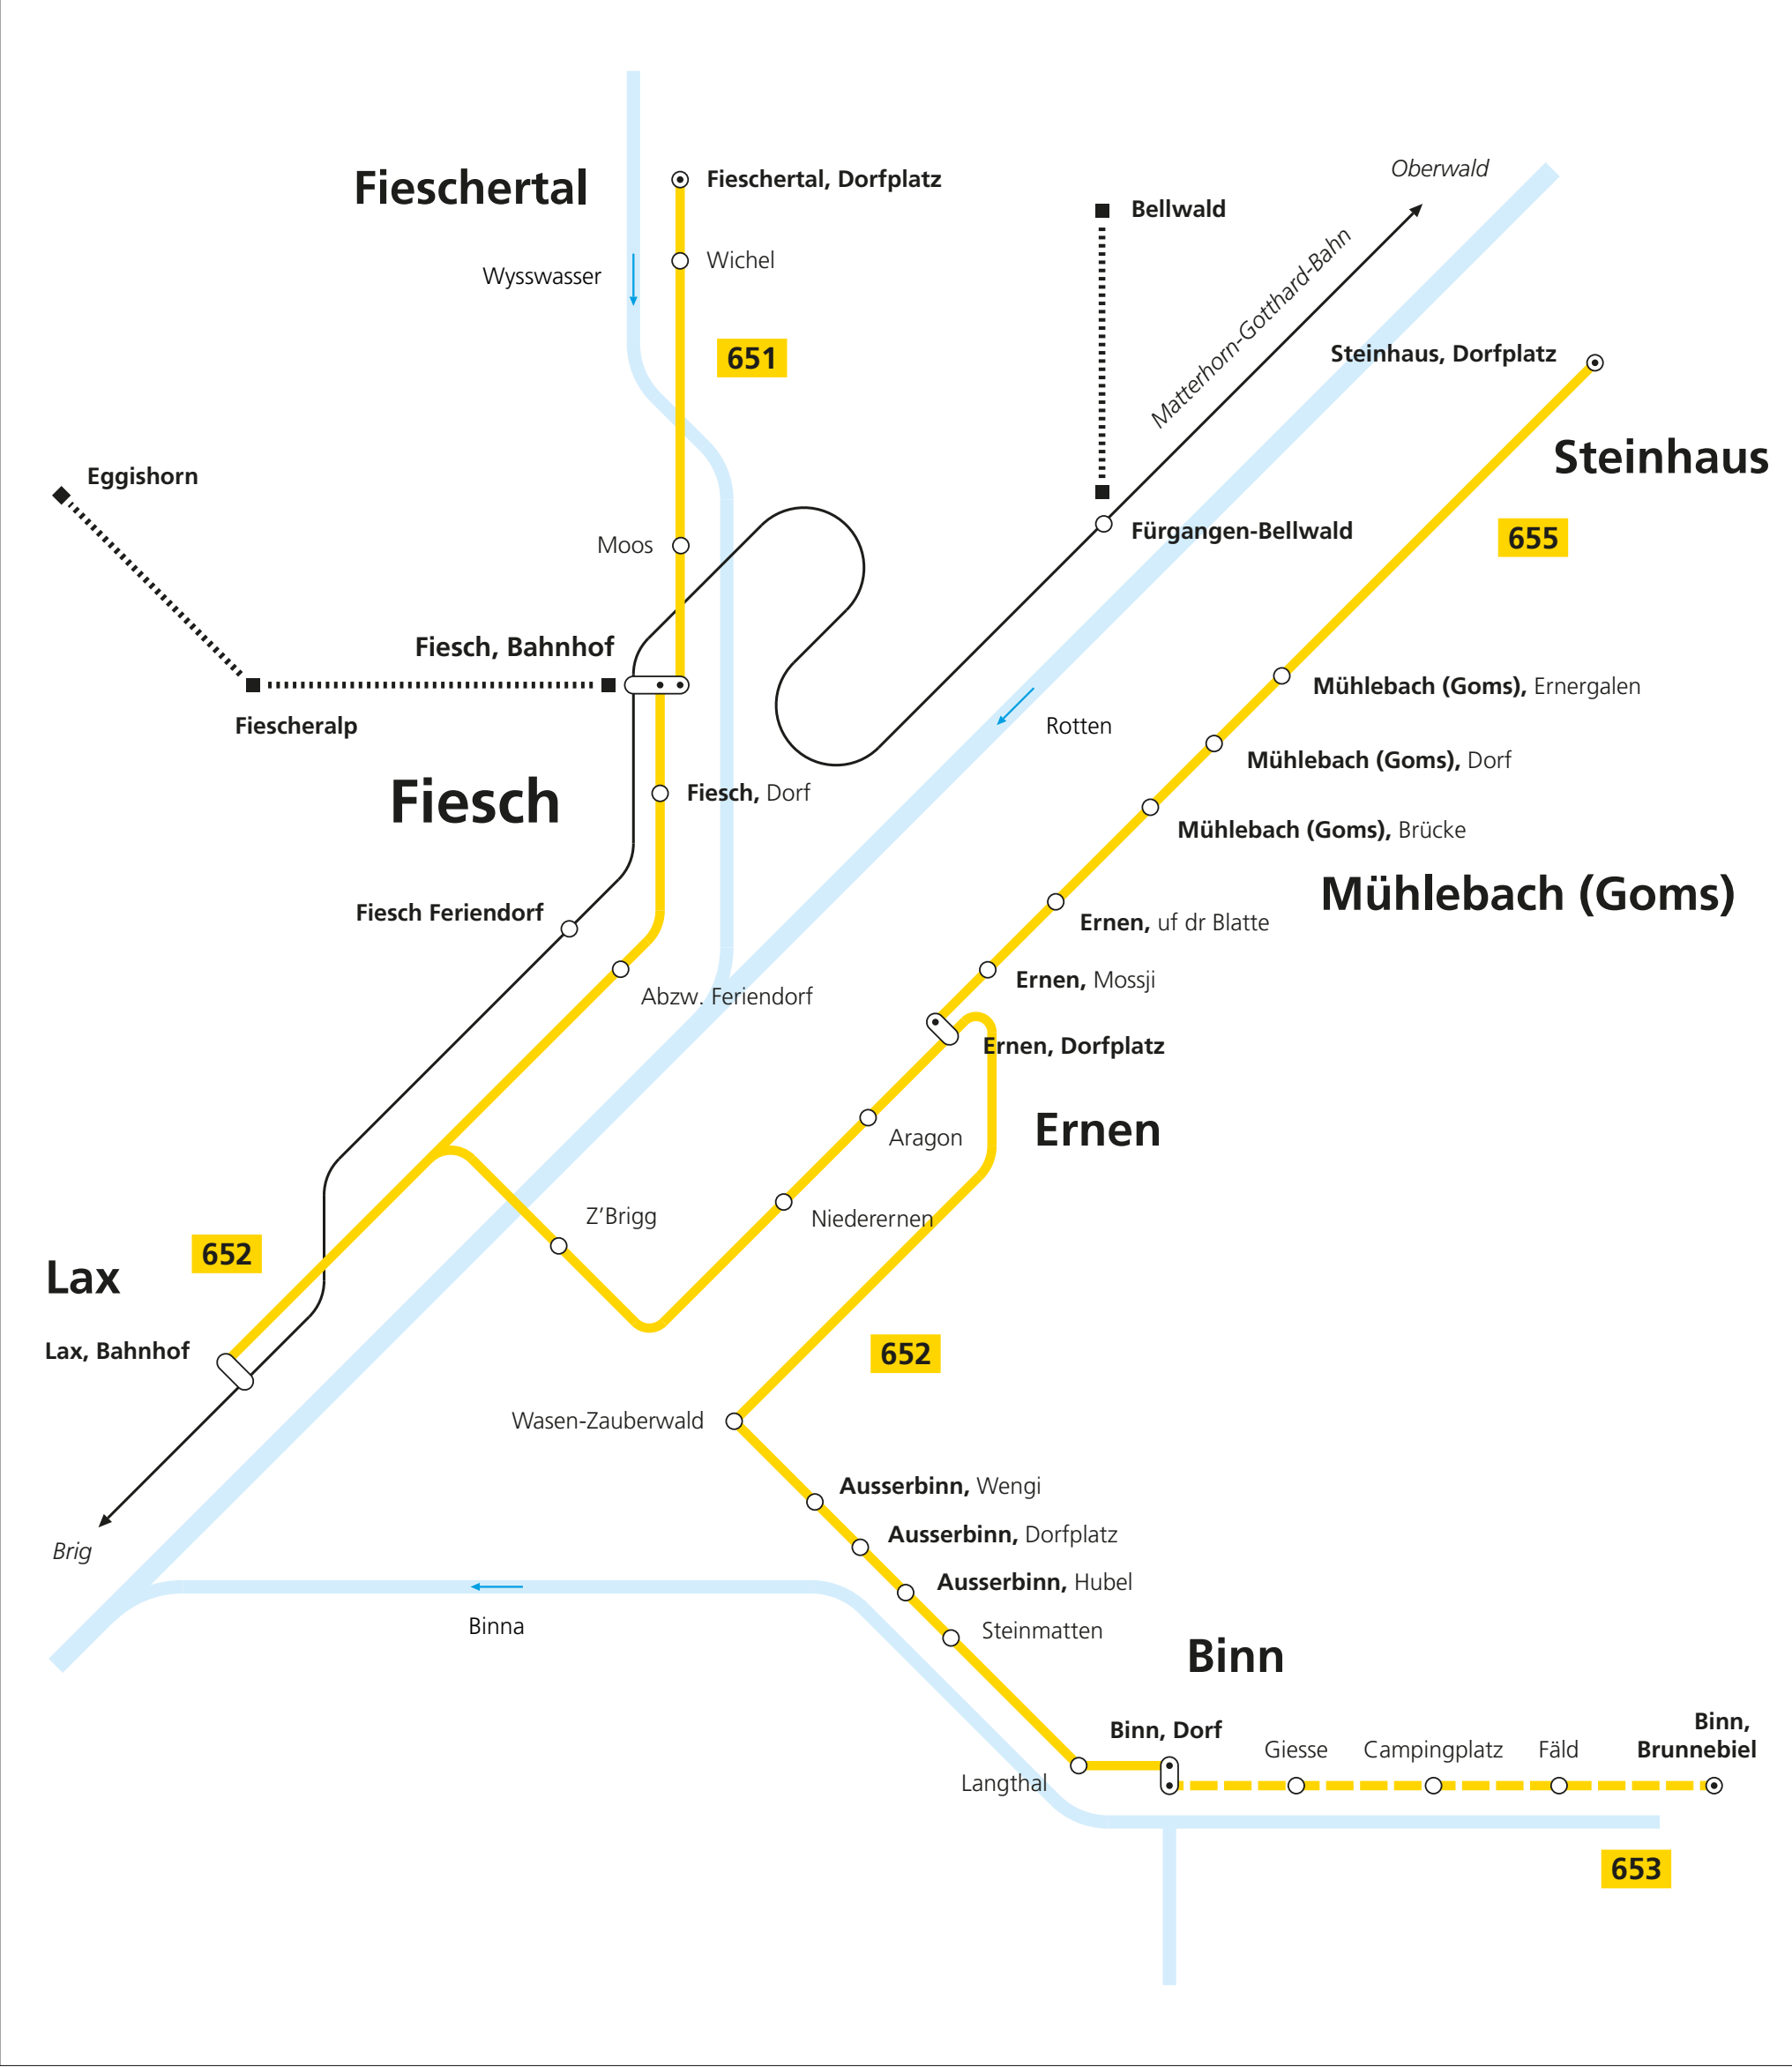 Oberwald
Fieschertal
Fieschertal, Dorfplatz
Bellwald
Wichel
Wysswasser
Matterhorn-Gotthard-Bahn
651
Steinhaus, Dorfplatz
Steinhaus
Eggishorn
Fürgangen-Bellwald
655
Moos
Fiesch, Bahnhof
Mühlebach (Goms), Ernergalen
Fiescheralp
Rotten
Mühlebach (Goms), Dorf
Fiesch
Fiesch, Dorf
Mühlebach (Goms), Brücke
Mühlebach (Goms)
Fiesch Feriendorf
Ernen, uf dr Blatte
Ernen, Mossji
Abzw. Feriendorf
Ernen, Dorfplatz
Ernen
Aragon
Z'Brigg
Niederernen
652
Lax
Lax, Bahnhof
652
Wasen-Zauberwald
Ausserbinn, Wengi
Ausserbinn, Dorfplatz
Brig
Ausserbinn, Hubel
Binna
Steinmatten
Binn
Binn, Dorf
Giesse
Campingplatz
Fäld
Binn,
Brunnebiel
Langthal
653